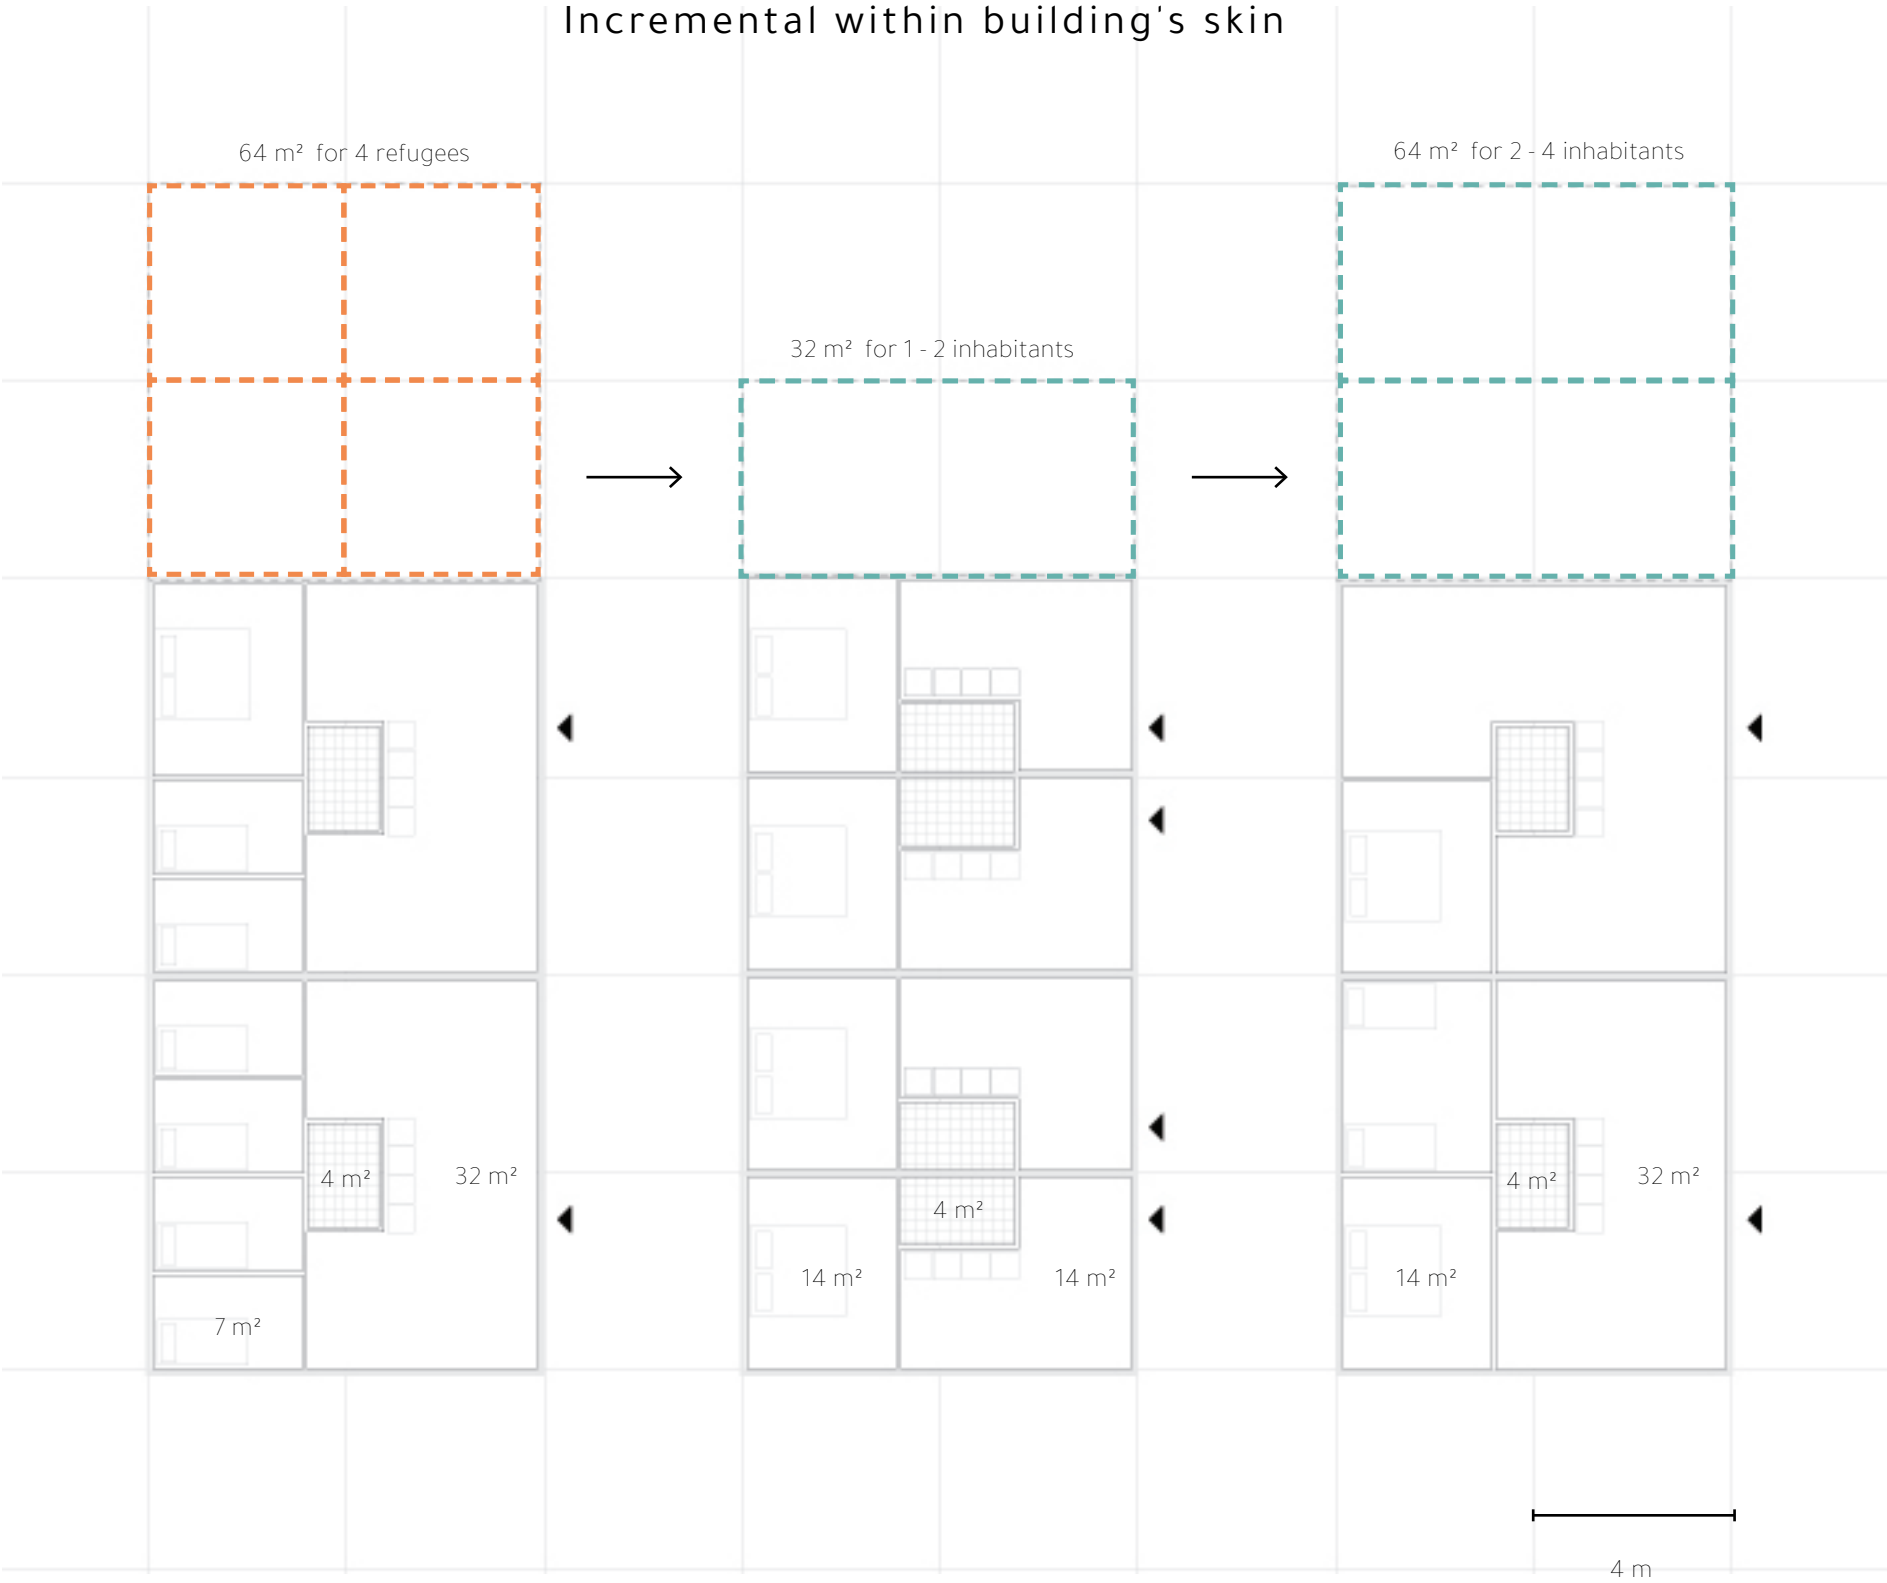 Incremental within building's skin
64 m² for 4 refugees
64 m² for 2 - 4 inhabitants
32 m² for 1 - 2 inhabitants
4 m²
32 m²
7 m²
4 m²
14 m²
14 m²
4 m²
32 m²
14 m²
4 m